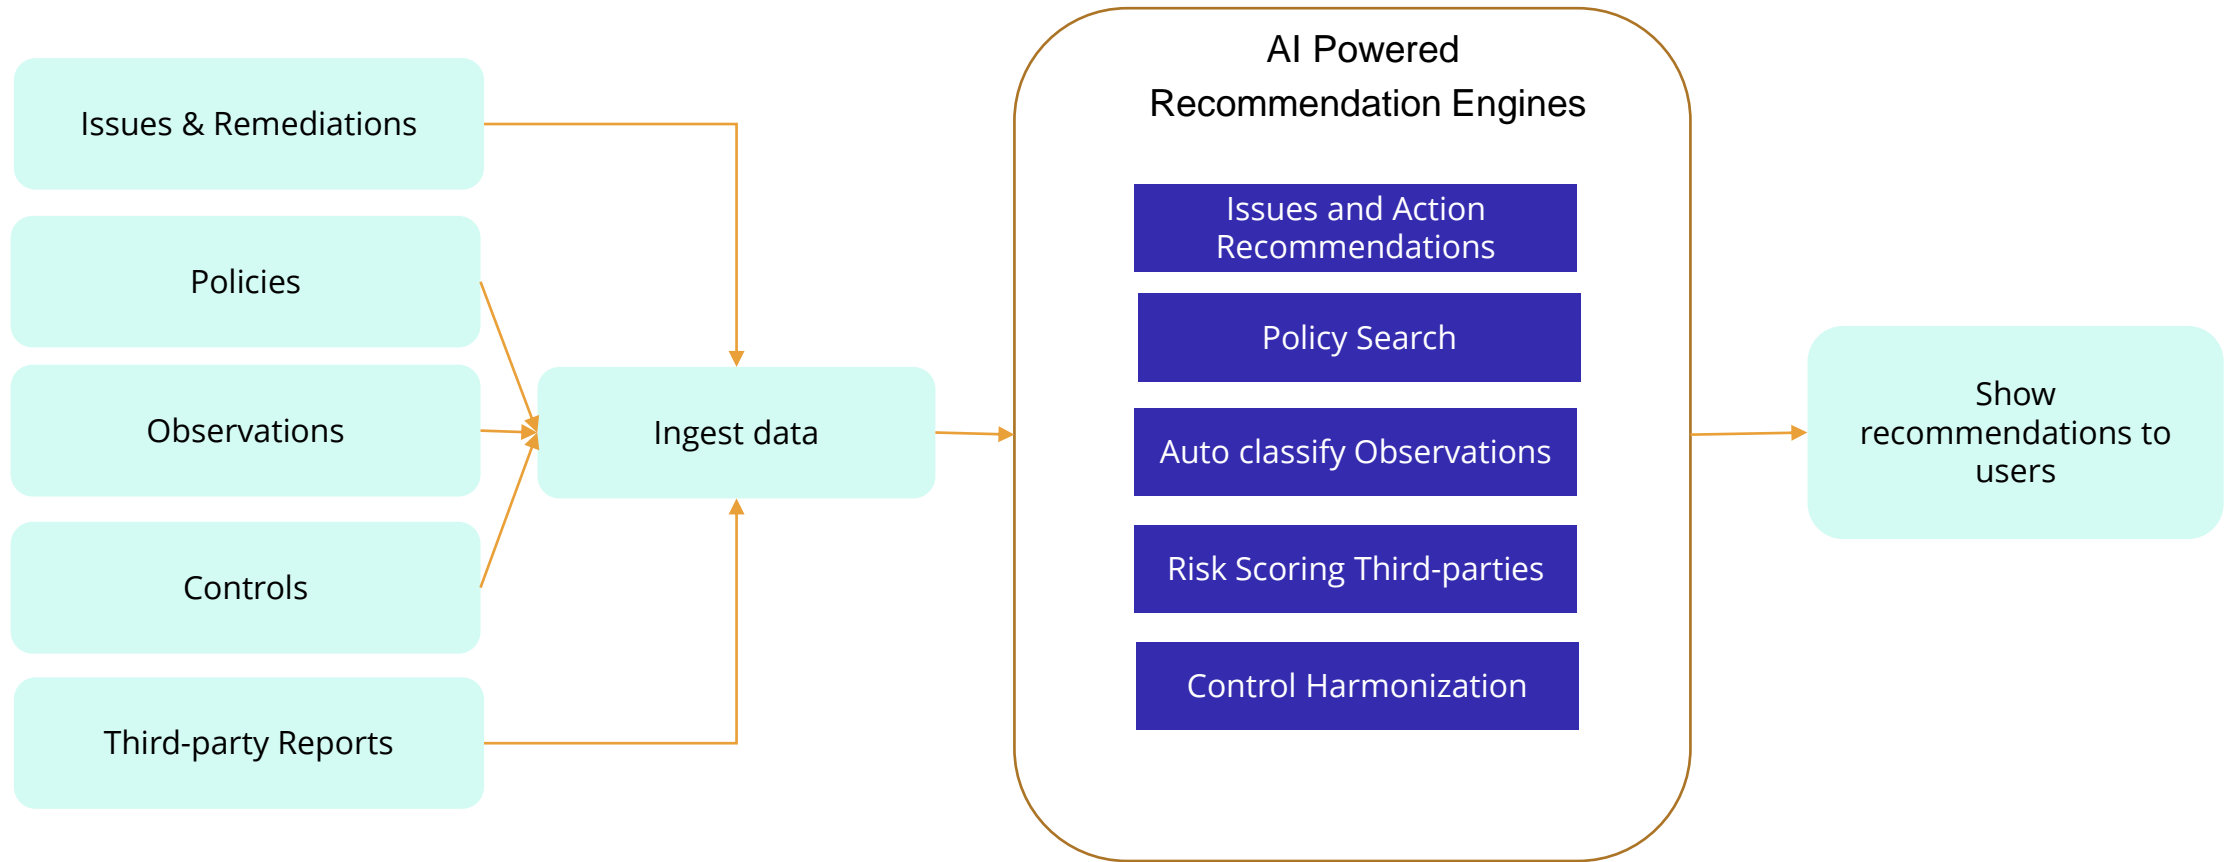 Issues & Remediations
Policies
Observations
Controls
Third-party Reports
Ingest data
AI Powered
Recommendation Engines
Issues and Action
Recommendations
Policy Search
Auto classify Observations
Risk Scoring Third-parties
Control Harmonization
Show
recommendations to
users